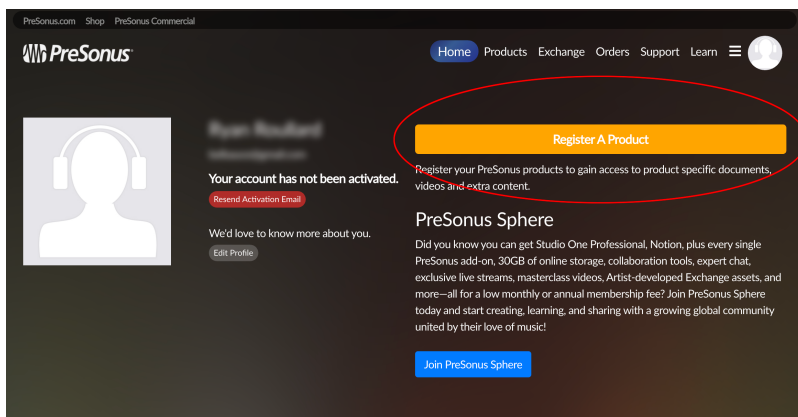 PreSonus.com Shop PreSonus Commercial
PreSonus
Home Products Exchange Orders Support Learn
Register A Product
Register your PreSonus products to gain access to product specific documents,
videos and extra content.
Your account has not been activated.
Resend Activation Email
We'd love to know more about you.
Edit Profile
PreSonus Sphere
Did you know you can get Studio One Professional, Notion, plus every single
PreSonus add-on, 30GB of online storage, collaboration tools, expert chat,
exclusive live streams, masterclass videos, Artist-developed Exchange assets, and
more—all for a low monthly or annual membership fee? Join PreSonus Sphere
today and start creating, learning, and sharing with a growing global community
united by their love of music!
Join PreSonus Sphere